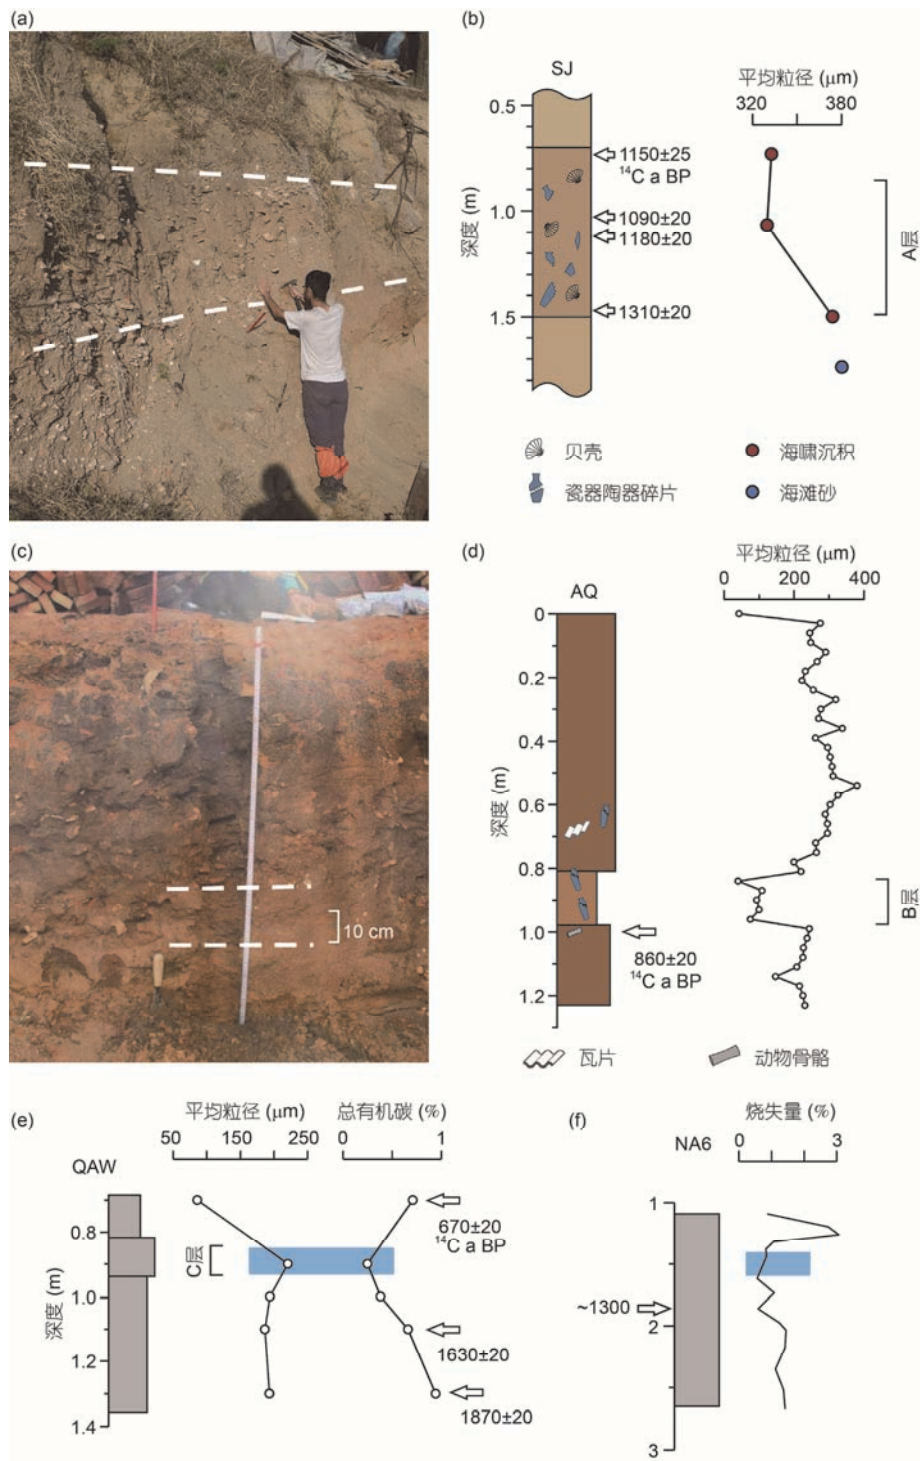 (a)
(b)
SJ
平均粒径 (μm)
320 380
0.5
1.0
1.5
深度 (m)
1150±25
¹⁴C a BP
1090±20
1180±20
1310±20
A层
贝壳
海啸沉积
瓷器陶器碎片
海滩砂
(c)
10 cm
(d)
AQ
平均粒径 (μm)
0 200 400
0
0.2
0.4
0.6
0.8
1.0
1.2
深度 (m)
B层
860±20
¹⁴C a BP
瓦片
动物骨骼
(e)
QAW
平均粒径 (μm)
50 150 250
总有机碳 (%)
0 1
0.8
1.0
1.2
1.4
深度 (m)
C层
670±20
¹⁴C a BP
1630±20
1870±20
(f)
NA6
烧失量 (%)
0 3
1
~1300
2
3